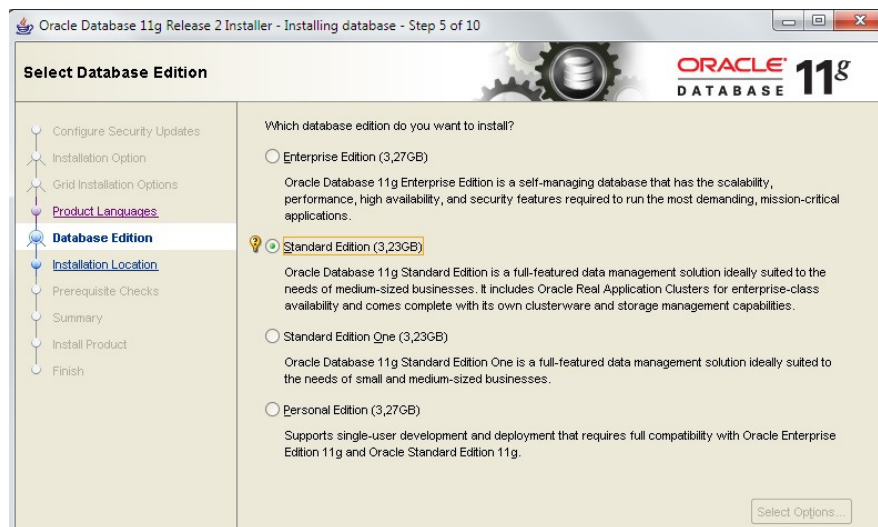 Oracle Database 11g Release 2 Installer - Installing database - Step 5 of 10
Select Database Edition
ORACLE
DATABASE
11g
Configure Security Updates
Installation Option
Grid Installation Options
Product Languages
Database Edition
Installation Location
Prerequisite Checks
Summary
Install Product
Finish
Which database edition do you want to install?
Enterprise Edition (3,27GB)
Oracle Database 11g Enterprise Edition is a self-managing database that has the scalability,
performance, high availability, and security features required to run the most demanding, mission-critical
applications.
Standard Edition (3,23GB)
Oracle Database 11g Standard Edition is a full-featured data management solution ideally suited to the
needs of medium-sized businesses. It includes Oracle Real Application Clusters for enterprise-class
availability and comes complete with its own clusterware and storage management capabilities.
Standard Edition One (3,23GB)
Oracle Database 11g Standard Edition One is a full-featured data management solution ideally suited to
the needs of small and medium-sized businesses.
Personal Edition (3,27GB)
Supports single-user development and deployment that requires full compatibility with Oracle Enterprise
Edition 11g and Oracle Standard Edition 11g.
Select Options...